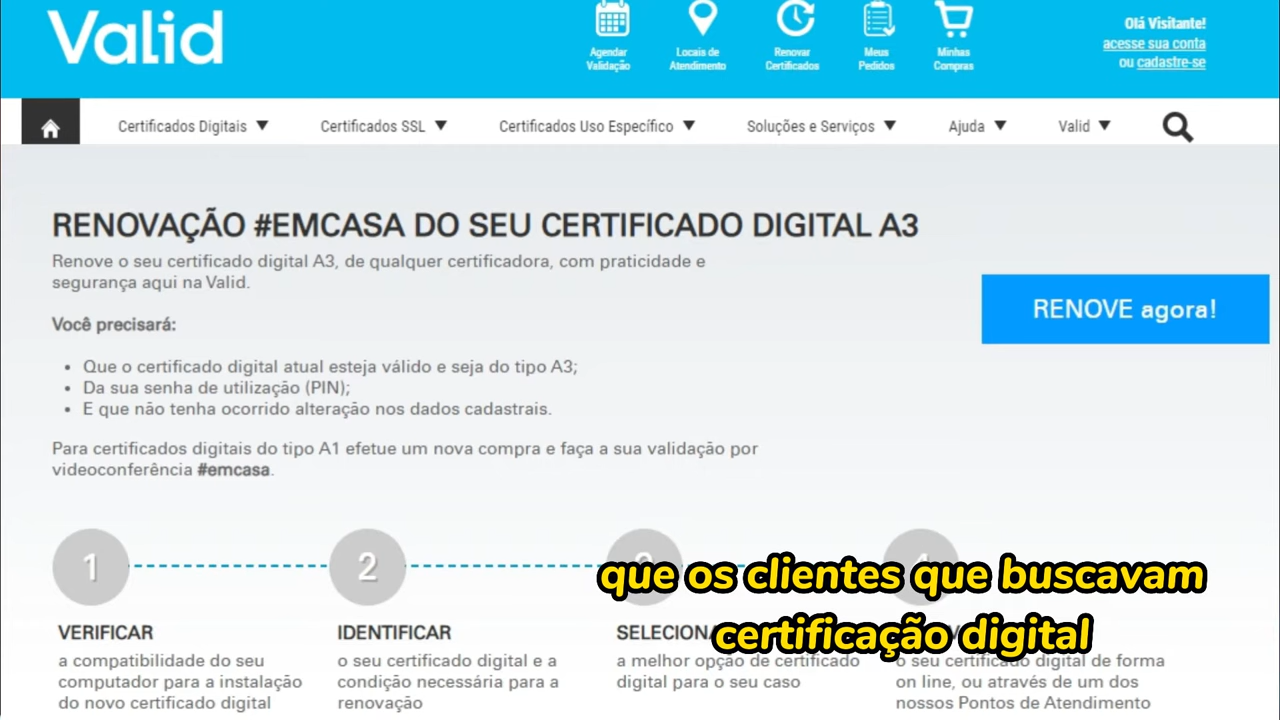 Valid
Agendar
Validação
Locais de
Atendimento
Renovar
Certificados
Meus
Pedidos
Minhas
Compras
Olá Visitante!
acesse sua conta
ou cadastre-se
Certificados Digitais
Certificados SSL
Certificados Uso Específico
Soluções e Serviços
Ajuda
Valid
RENOVAÇÃO #EMCASA DO SEU CERTIFICADO DIGITAL A3
Renove o seu certificado digital A3, de qualquer certificadora, com praticidade e
segurança aqui na Valid.
RENOVE agora!
Você precisará:
• Que o certificado digital atual esteja válido e seja do tipo A3;
• Da sua senha de utilização (PIN);
• E que não tenha ocorrido alteração nos dados cadastrais.
Para certificados digitais do tipo A1 efetue um nova compra e faça a sua validação por
videoconferência #emcasa.
1
2
que os clientes que buscavam
certificação digital
VERIFICAR
a compatibilidade do seu
computador para a instalação
do novo certificado digital
IDENTIFICAR
o seu certificado digital e a
condição necessária para a
renovação
a melhor opção de certificado
digital para o seu caso
o seu certificado digital de forma
on line, ou através de um dos
nossos Pontos de Atendimento